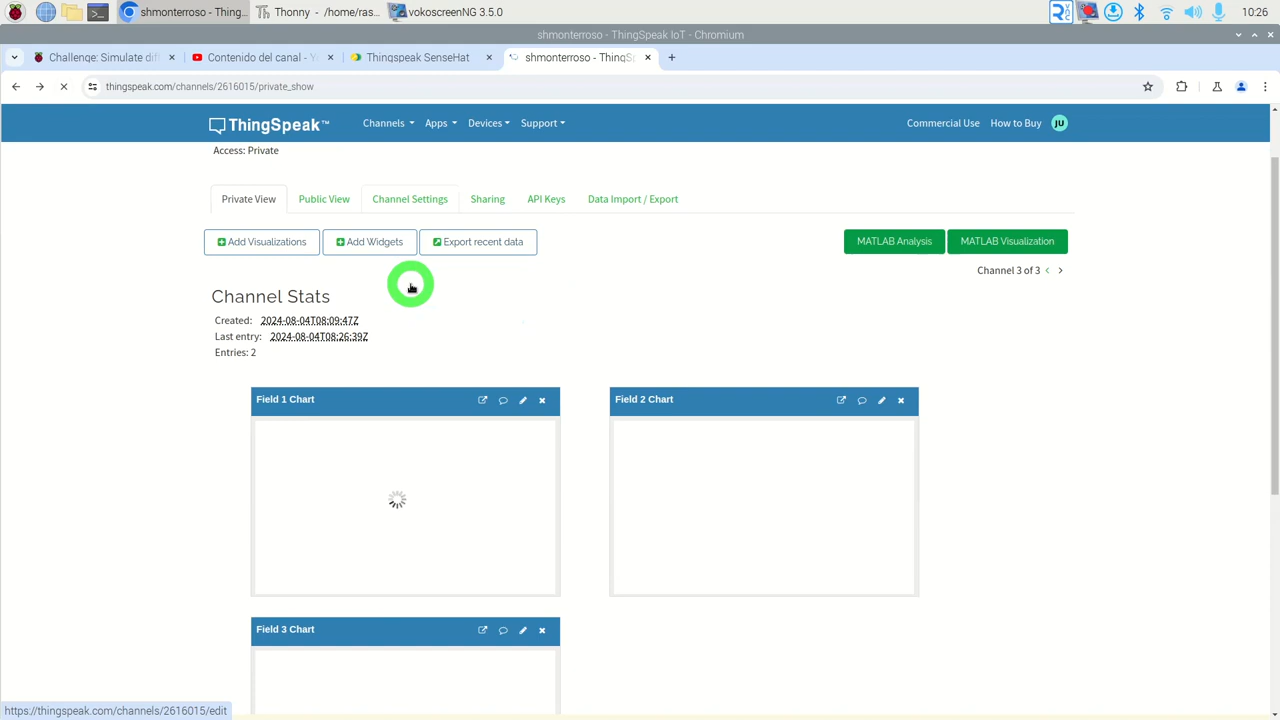 shmonterroso - Thing...
Thonny - /home/ras...
vokoscreenNG 3.5.0
10:26
shmonterroso - ThingSpeak IoT - Chromium
Challenge: Simulate dif
Contenido del canal - Y
Thinqspeak SenseHat
shmonterroso - ThinqS
thingspeak.com/channels/2616015/private_show
ThingSpeak™
Channels
Apps
Devices
Support
Commercial Use
How to Buy
JU
Access: Private
Private View
Public View
Channel Settings
Sharing
API Keys
Data Import / Export
Add Visualizations
Add Widgets
Export recent data
MATLAB Analysis
MATLAB Visualization
Channel 3 of 3
Channel Stats
Created: 2024-08-04T08:09:47Z
Last entry: 2024-08-04T08:26:39Z
Entries: 2
Field 1 Chart
Field 2 Chart
Field 3 Chart
https://thingspeak.com/channels/2616015/edit